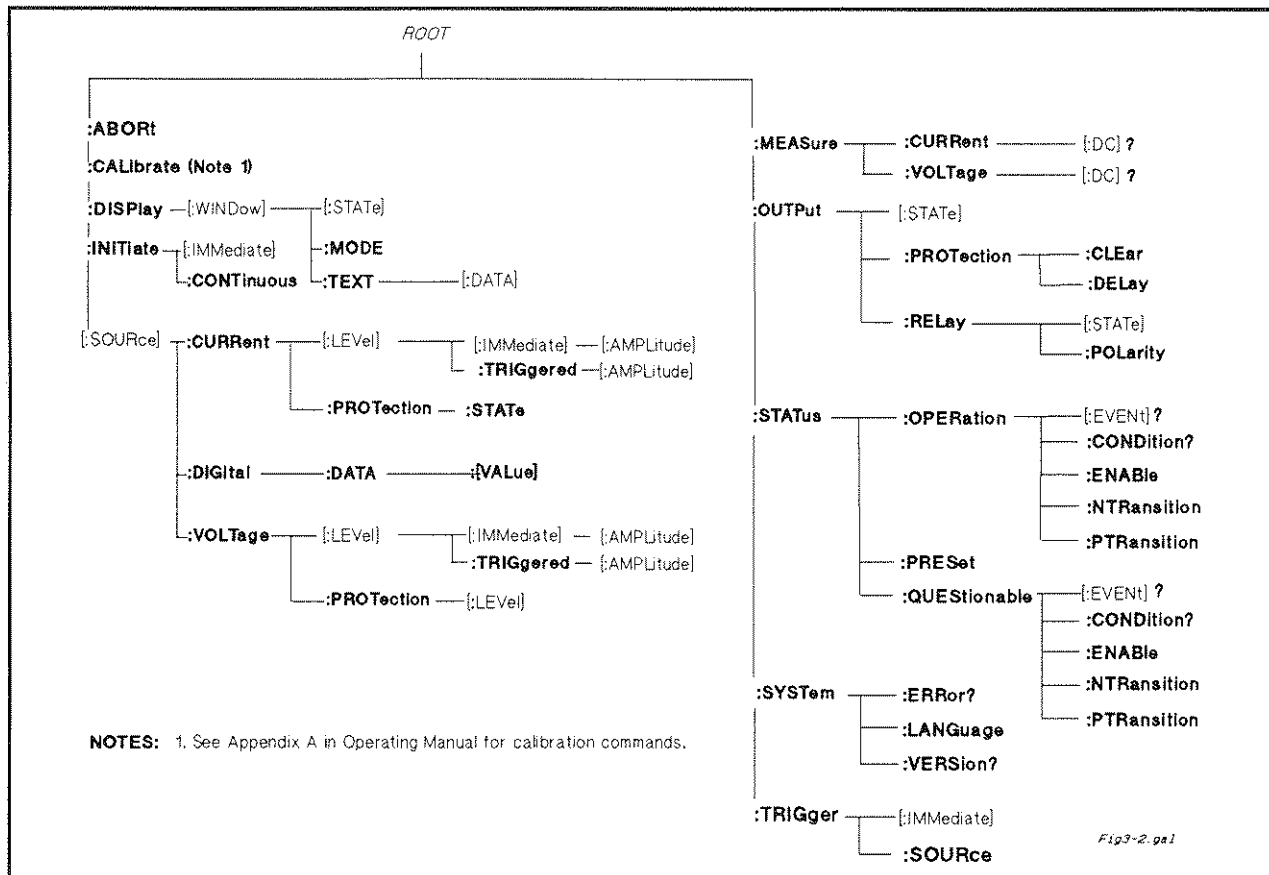 ROOT
:ABORt
:CALibrate (Note 1)
:DISPlay [:WINDow] [:STATe]
:MODE
:TEXT [:DATA]
:INITiate [:IMMediate]
:CONTinuous
[:SOURce] :CURRent [:LEVel] [:IMMediate] [:AMPLitude]
:TRIGgered [:AMPLitude]
:PROTection :STATe
:DIGital :DATA :[VALue]
:VOLTage [:LEVel] [:IMMediate] [:AMPLitude]
:TRIGgered [:AMPLitude]
:PROTection [:LEVel]
NOTES: 1. See Appendix A in Operating Manual for calibration commands.
:MEASure :CURRent [:DC] ?
:VOLTage [:DC] ?
:OUTPut [:STATe]
:PROTection :CLEar
:DELay
:RELay [:STATe]
:POLarity
:STATus :OPERation [:EVENt] ?
:CONDition?
:ENABle
:NTRansition
:PTRansition
:PRESet
:QUEStionable [:EVENt] ?
:CONDition?
:ENABle
:NTRansition
:PTRansition
:SYSTem :ERRor?
:LANGuage
:VERSion?
:TRIGger [:IMMediate]
:SOURce
Fig3-2.gal